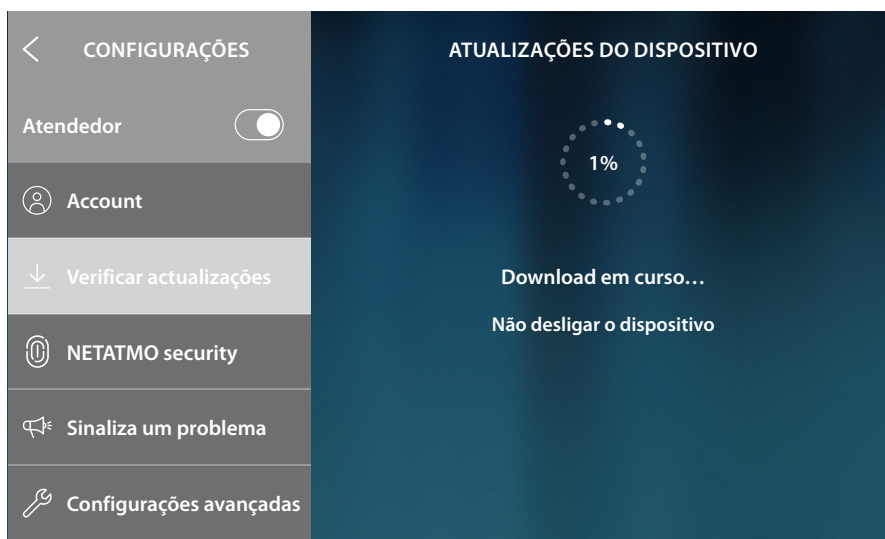 CONFIGURAÇÕES
Atendedor
Account
Verificar actualizações
NETATMO security
Sinaliza um problema
Configurações avançadas
ATUALIZAÇÕES DO DISPOSITIVO
1%
Download em curso…
Não desligar o dispositivo